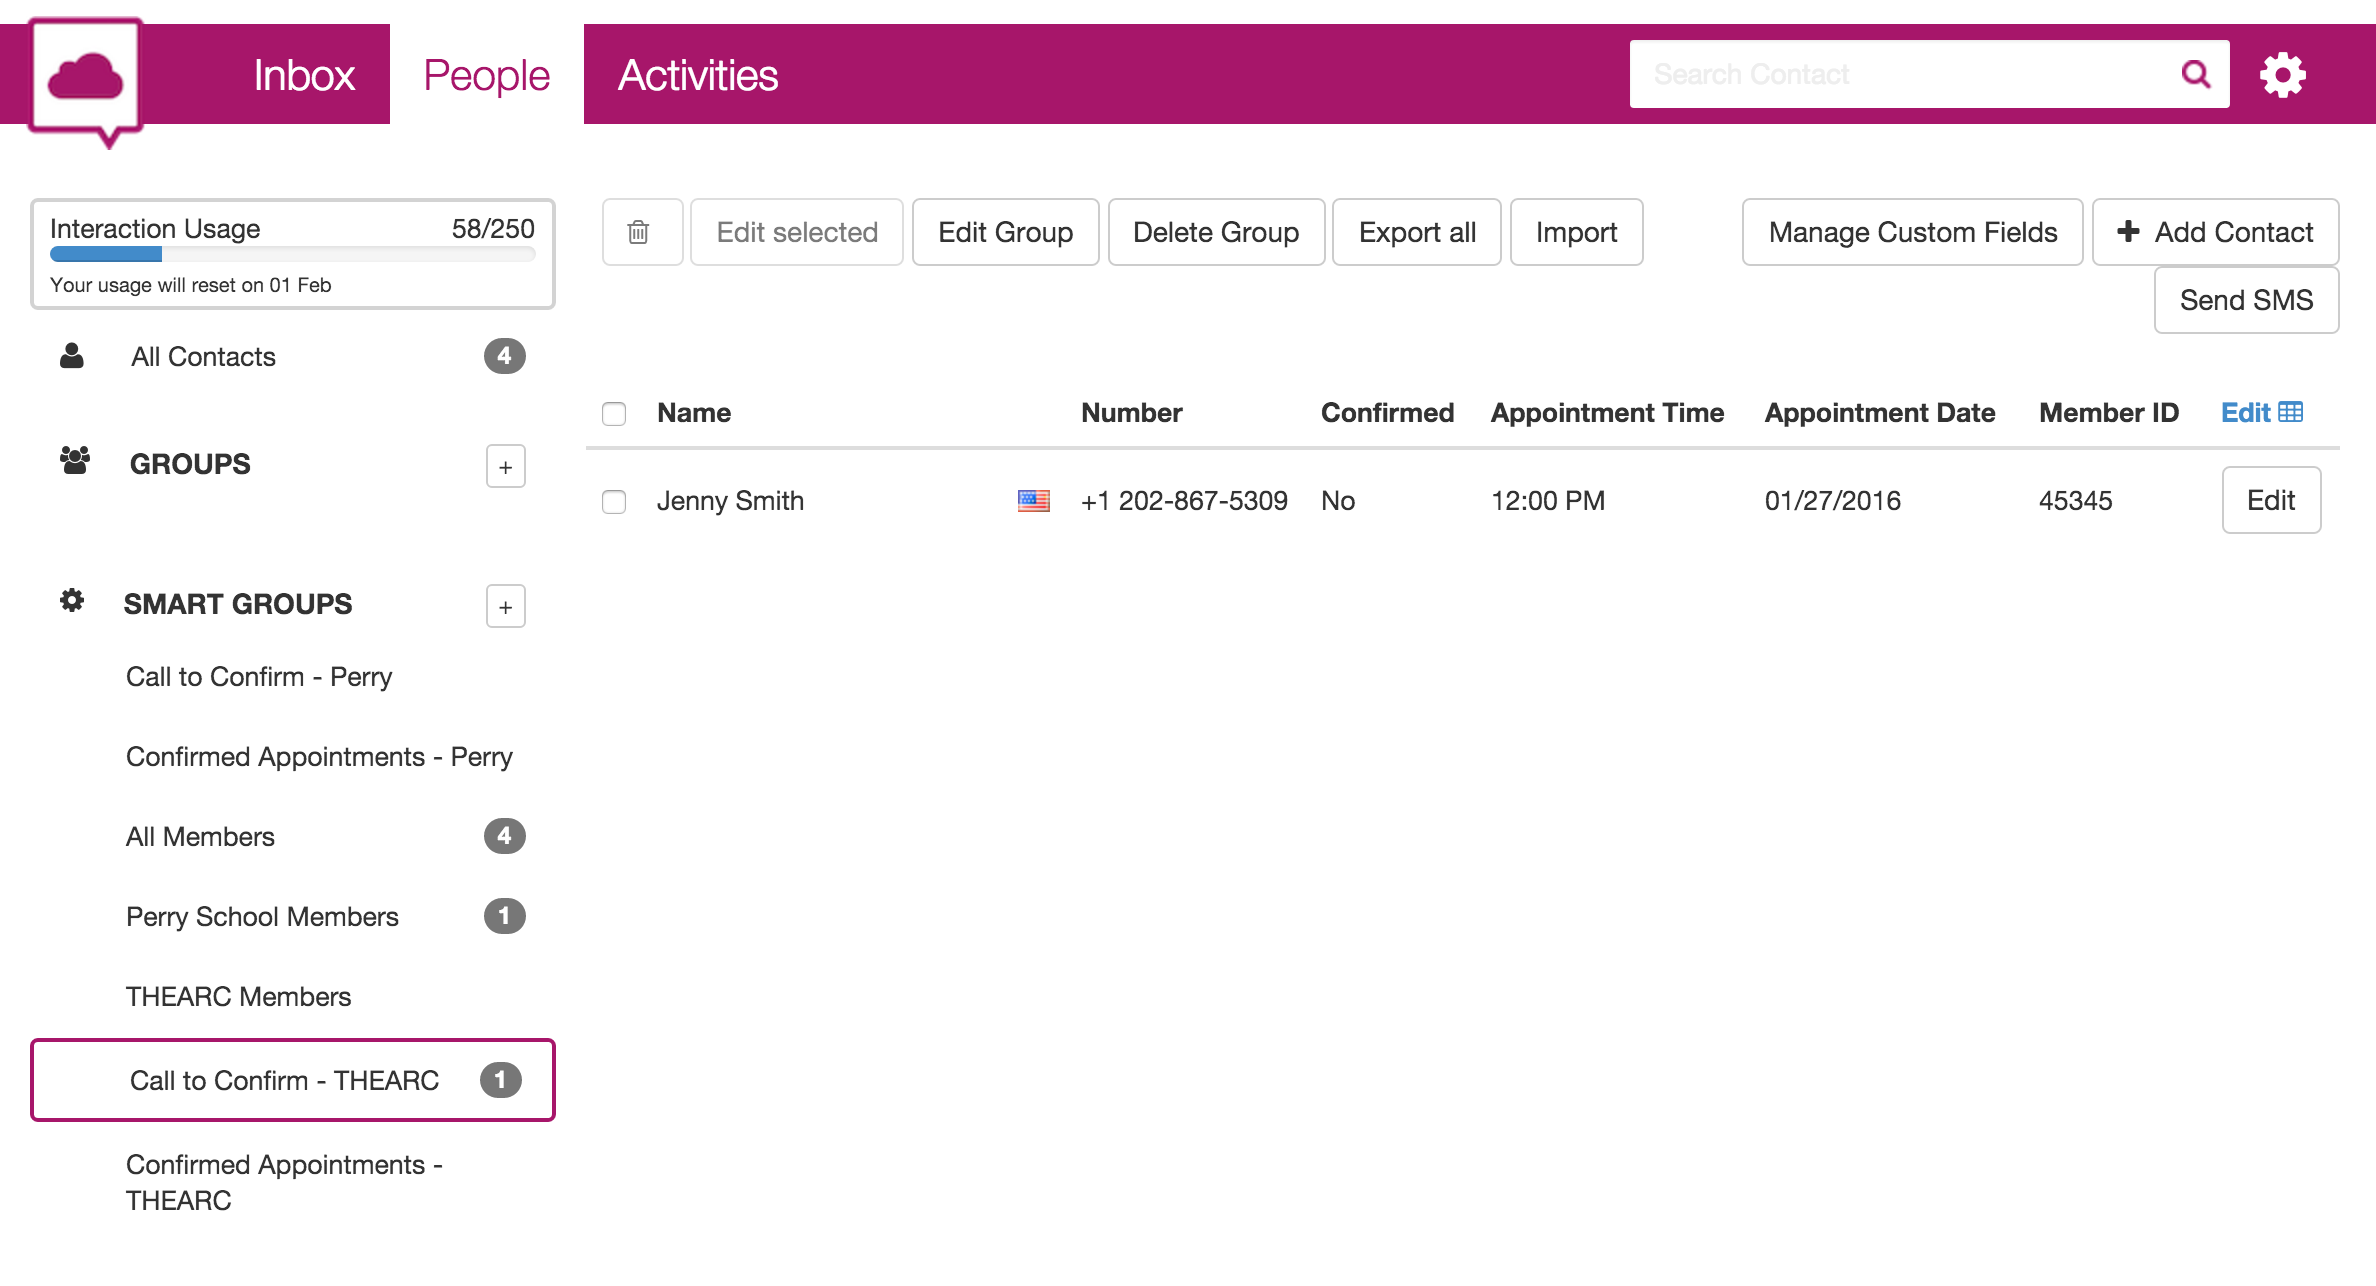 Inbox
People
Activities
Search Contact
Interaction Usage 58/250
Your usage will reset on 01 Feb
All Contacts 4
GROUPS +
SMART GROUPS +
Call to Confirm - Perry
Confirmed Appointments - Perry
All Members 4
Perry School Members 1
THEARC Members
Call to Confirm - THEARC 1
Confirmed Appointments -
THEARC
Edit selected
Edit Group
Delete Group
Export all
Import
Manage Custom Fields
+ Add Contact
Send SMS
Name Number Confirmed Appointment Time Appointment Date Member ID Edit
Jenny Smith +1 202-867-5309 No 12:00 PM 01/27/2016 45345 Edit